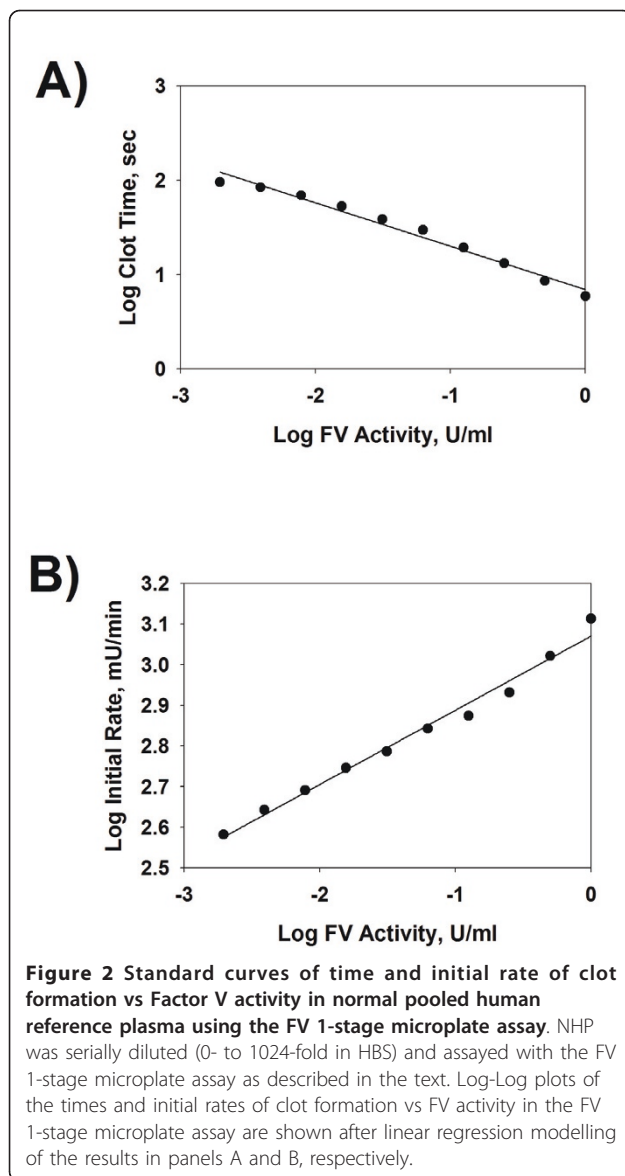 A)
3
2
1
0
Log Clot Time, sec
-3 -2 -1 0
Log FV Activity, U/ml
B)
3.2
3.1
3.0
2.9
2.8
2.7
2.6
2.5
Log Initial Rate, mU/min
-3 -2 -1 0
Log FV Activity, U/ml
Figure 2 Standard curves of time and initial rate of clot
formation vs Factor V activity in normal pooled human
reference plasma using the FV 1-stage microplate assay. NHP
was serially diluted (0- to 1024-fold in HBS) and assayed with the FV
1-stage microplate assay as described in the text. Log-Log plots of
the times and initial rates of clot formation vs FV activity in the FV
1-stage microplate assay are shown after linear regression modelling
of the results in panels A and B, respectively.